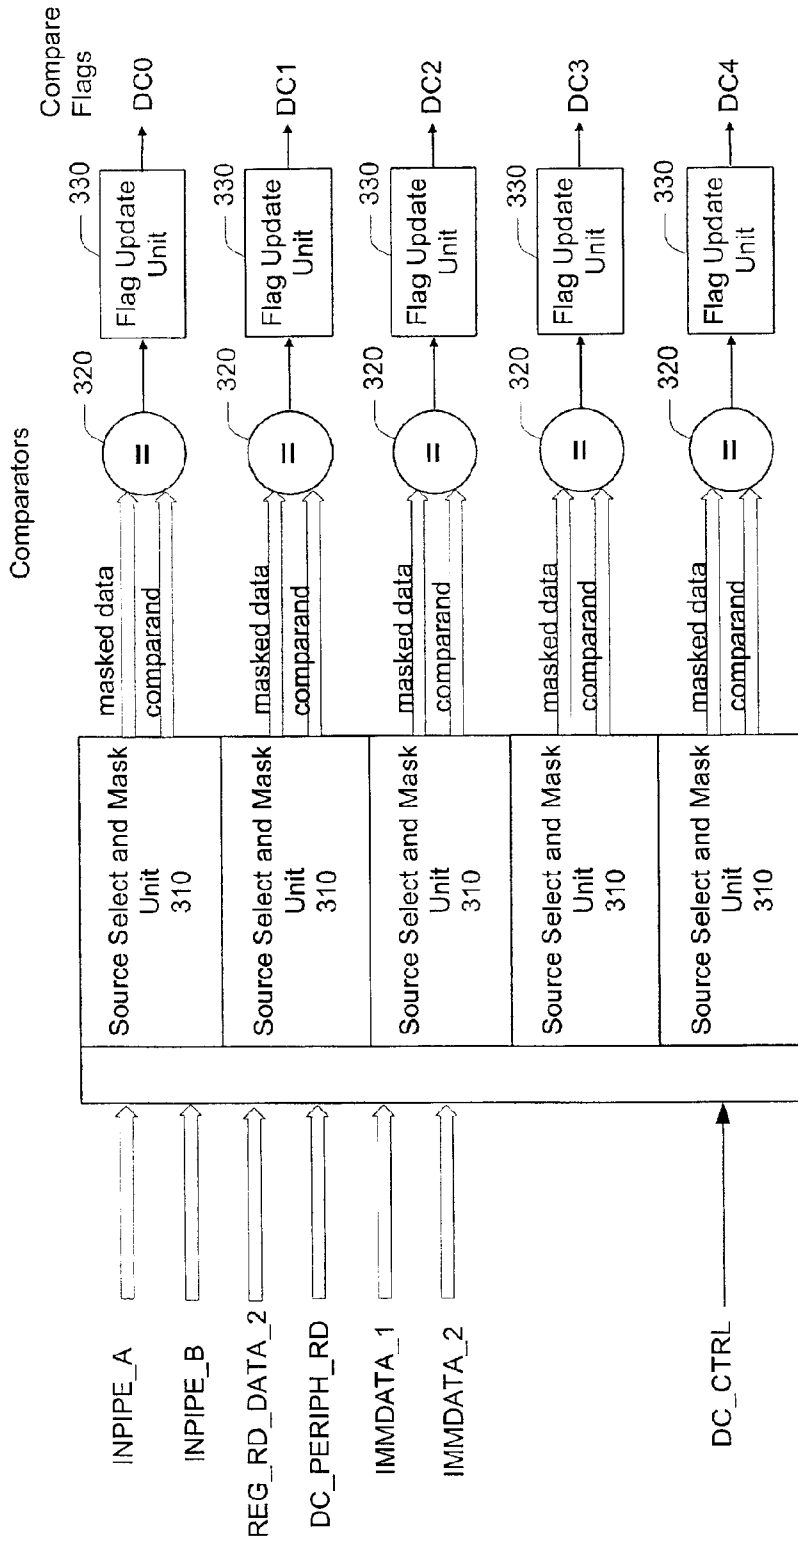 Comparators
Compare
Flags
INPIPE_A
INPIPE_B
REG_RD_DATA_2
DC_PERIPH_RD
IMMDATA_1
IMMDATA_2
DC_CTRL
Source Select and Mask
Unit
310
masked data
comparand
=
320
Flag Update
Unit
330
DC0
Source Select and Mask
Unit
310
masked data
comparand
=
320
Flag Update
Unit
330
DC1
Source Select and Mask
Unit
310
masked data
comparand
=
320
Flag Update
Unit
330
DC2
Source Select and Mask
Unit
310
masked data
comparand
=
320
Flag Update
Unit
330
DC3
Source Select and Mask
Unit
310
masked data
comparand
=
320
Flag Update
Unit
330
DC4